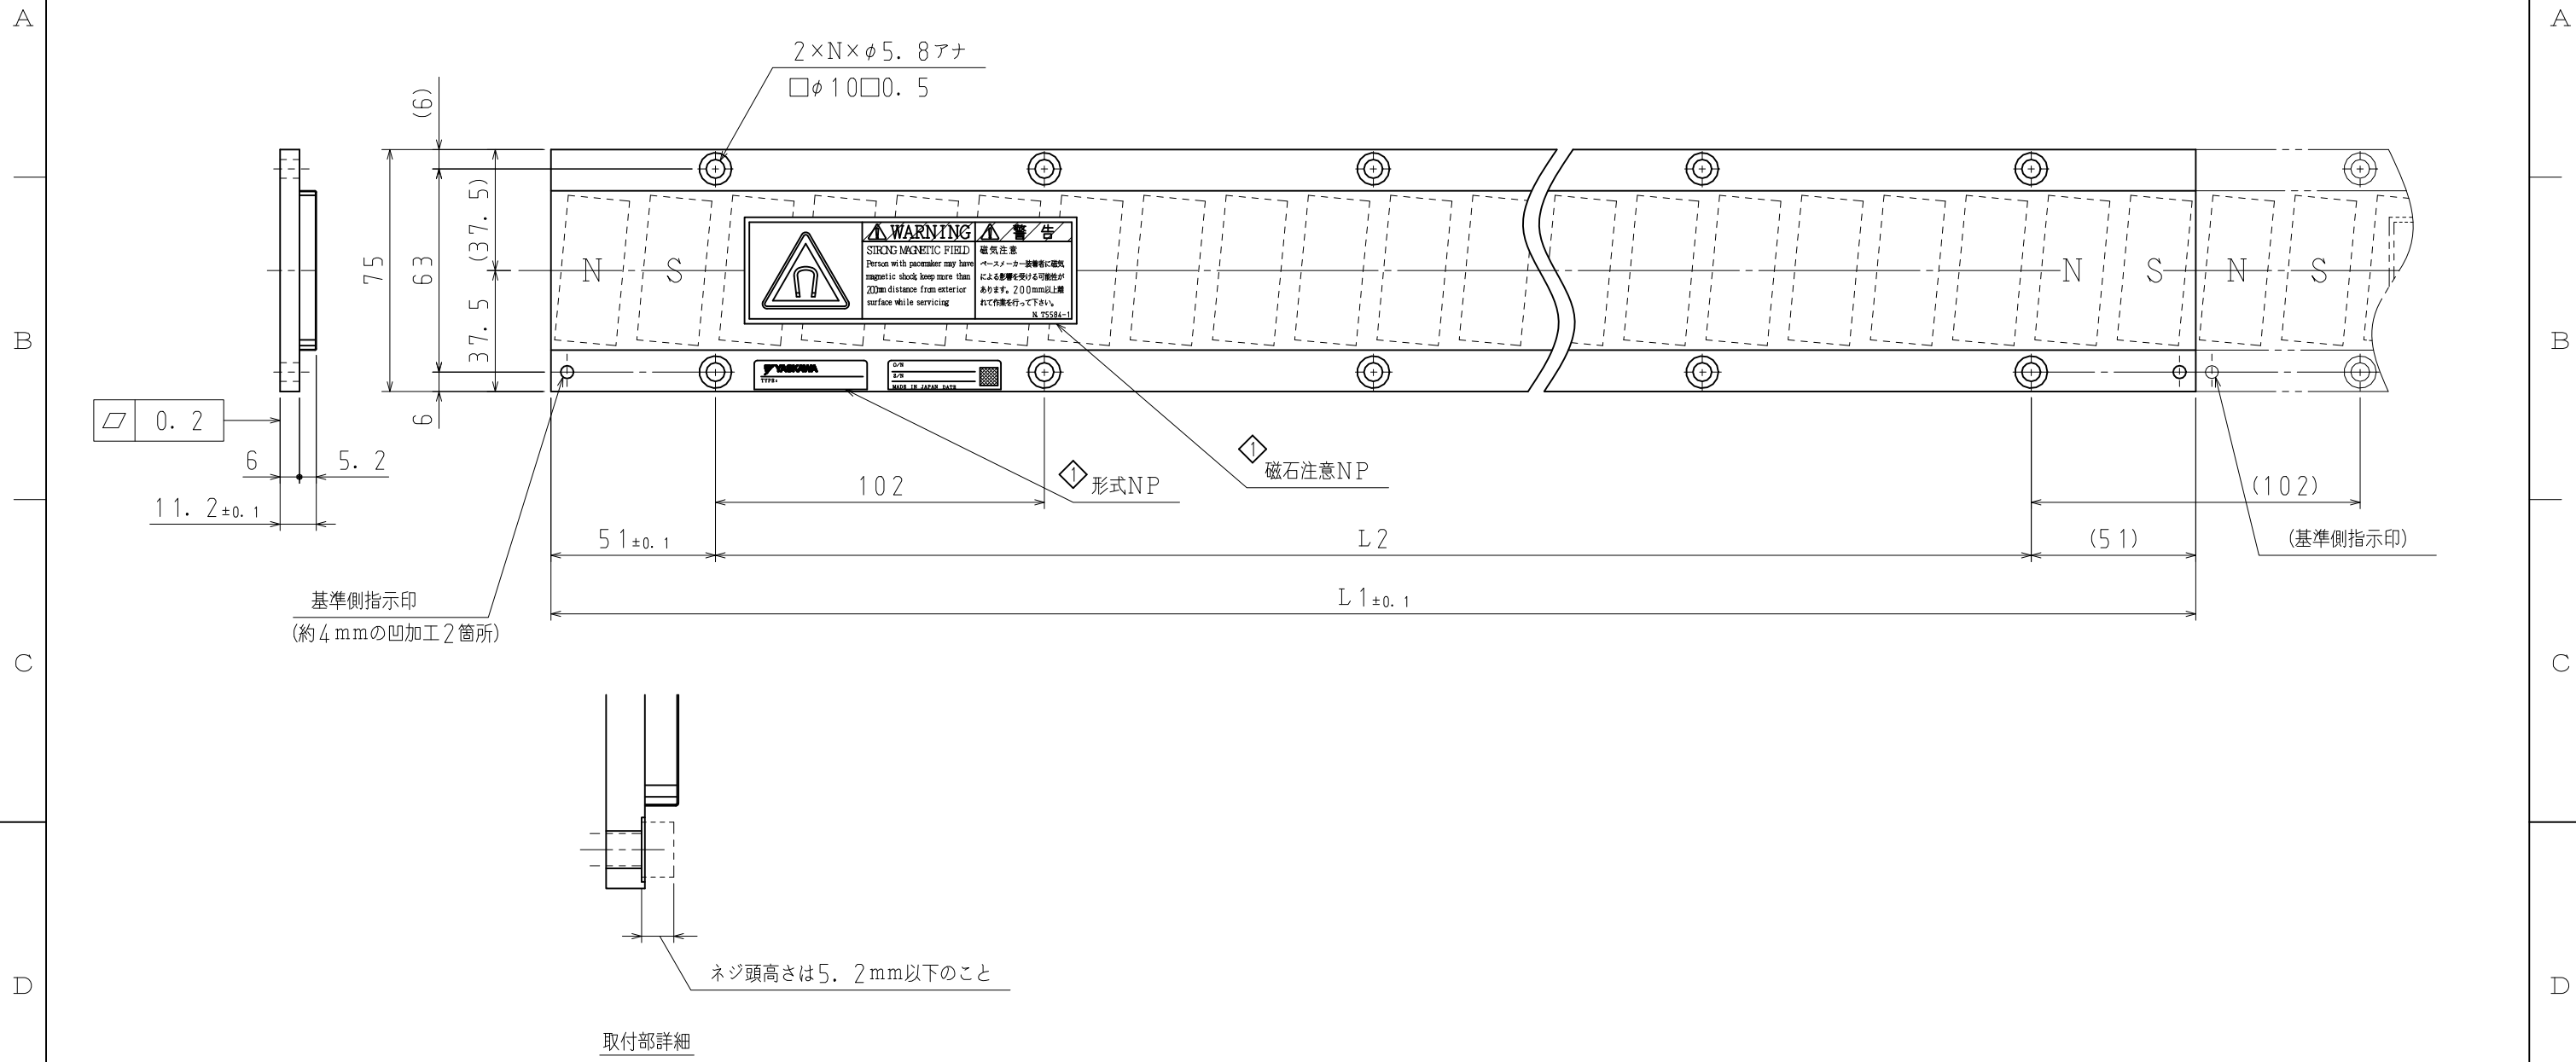 A
A
2×N×φ5.8アナ
□φ10□0.5
(6)
75
63
(37.5)
37.5
6
N
S
WARNING
STRONG MAGNETIC FIELD
Person with pacemaker may have
magnetic shock, keep more than
200mm distance from exterior
surface while servicing
警告
磁気注意
ペースメーカー装着者に磁気
による影響を受ける可能性が
あります。200mm以上離
れて作業を行って下さい。
N. T5584-1
N
S
N
S
B
B
YASKAWA
TYPE:
O/N
S/N
MADE IN JAPAN DATE
0.2
6
5.2
11.2±0.1
1
形式NP
1
磁石注意NP
102
(102)
51±0.1
L2
(51)
(基準側指示印)
L1±0.1
基準側指示印
(約4mmの凹加工2箇所)
C
C
ネジ頭高さは5.2mm以下のこと
D
D
取付部詳細